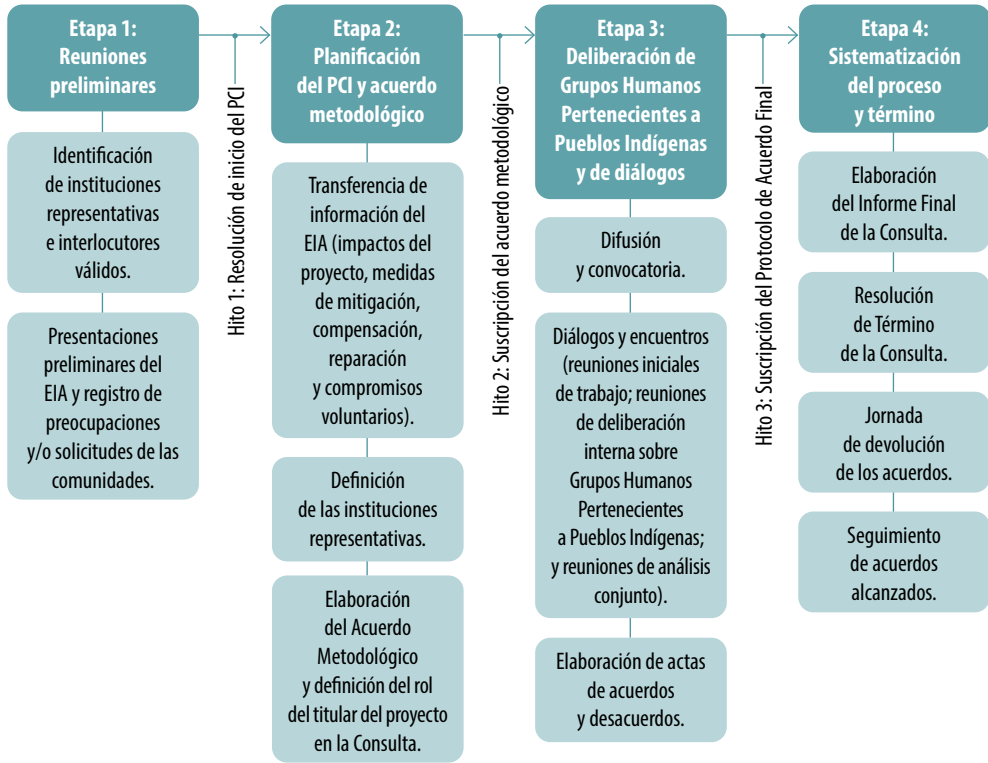 Etapa 1:
Reuniones
preliminares
Identificación
de instituciones
representativas
e interlocutores
válidos.
Presentaciones
preliminares del
EIA y registro de
preocupaciones
y/o solicitudes de las
comunidades.
Hito 1: Resolución de inicio del PCI
Etapa 2:
Planificación
del PCI y acuerdo
metodológico
Transferencia de
información del
EIA (impactos del
proyecto, medidas
de mitigación,
compensación,
reparación
y compromisos
voluntarios).
Definición
de las instituciones
representativas.
Elaboración
del Acuerdo
Metodológico
y definición del rol
del titular del proyecto
en la Consulta.
Hito 2: Suscripción del acuerdo metodológico
Etapa 3:
Deliberación de
Grupos Humanos
Pertenecientes a
Pueblos Indígenas
y de diálogos
Difusión
y convocatoria.
Diálogos y encuentros
(reuniones iniciales
de trabajo; reuniones
de deliberación
interna sobre
Grupos Humanos
Pertenecientes
a Pueblos Indígenas;
y reuniones de análisis
conjunto).
Elaboración de actas
de acuerdos
y desacuerdos.
Hito 3: Suscripción del Protocolo de Acuerdo Final
Etapa 4:
Sistematización
del proceso
y término
Elaboración
del Informe Final
de la Consulta.
Resolución
de Término
de la Consulta.
Jornada
de devolución
de los acuerdos.
Seguimiento
de acuerdos
alcanzados.